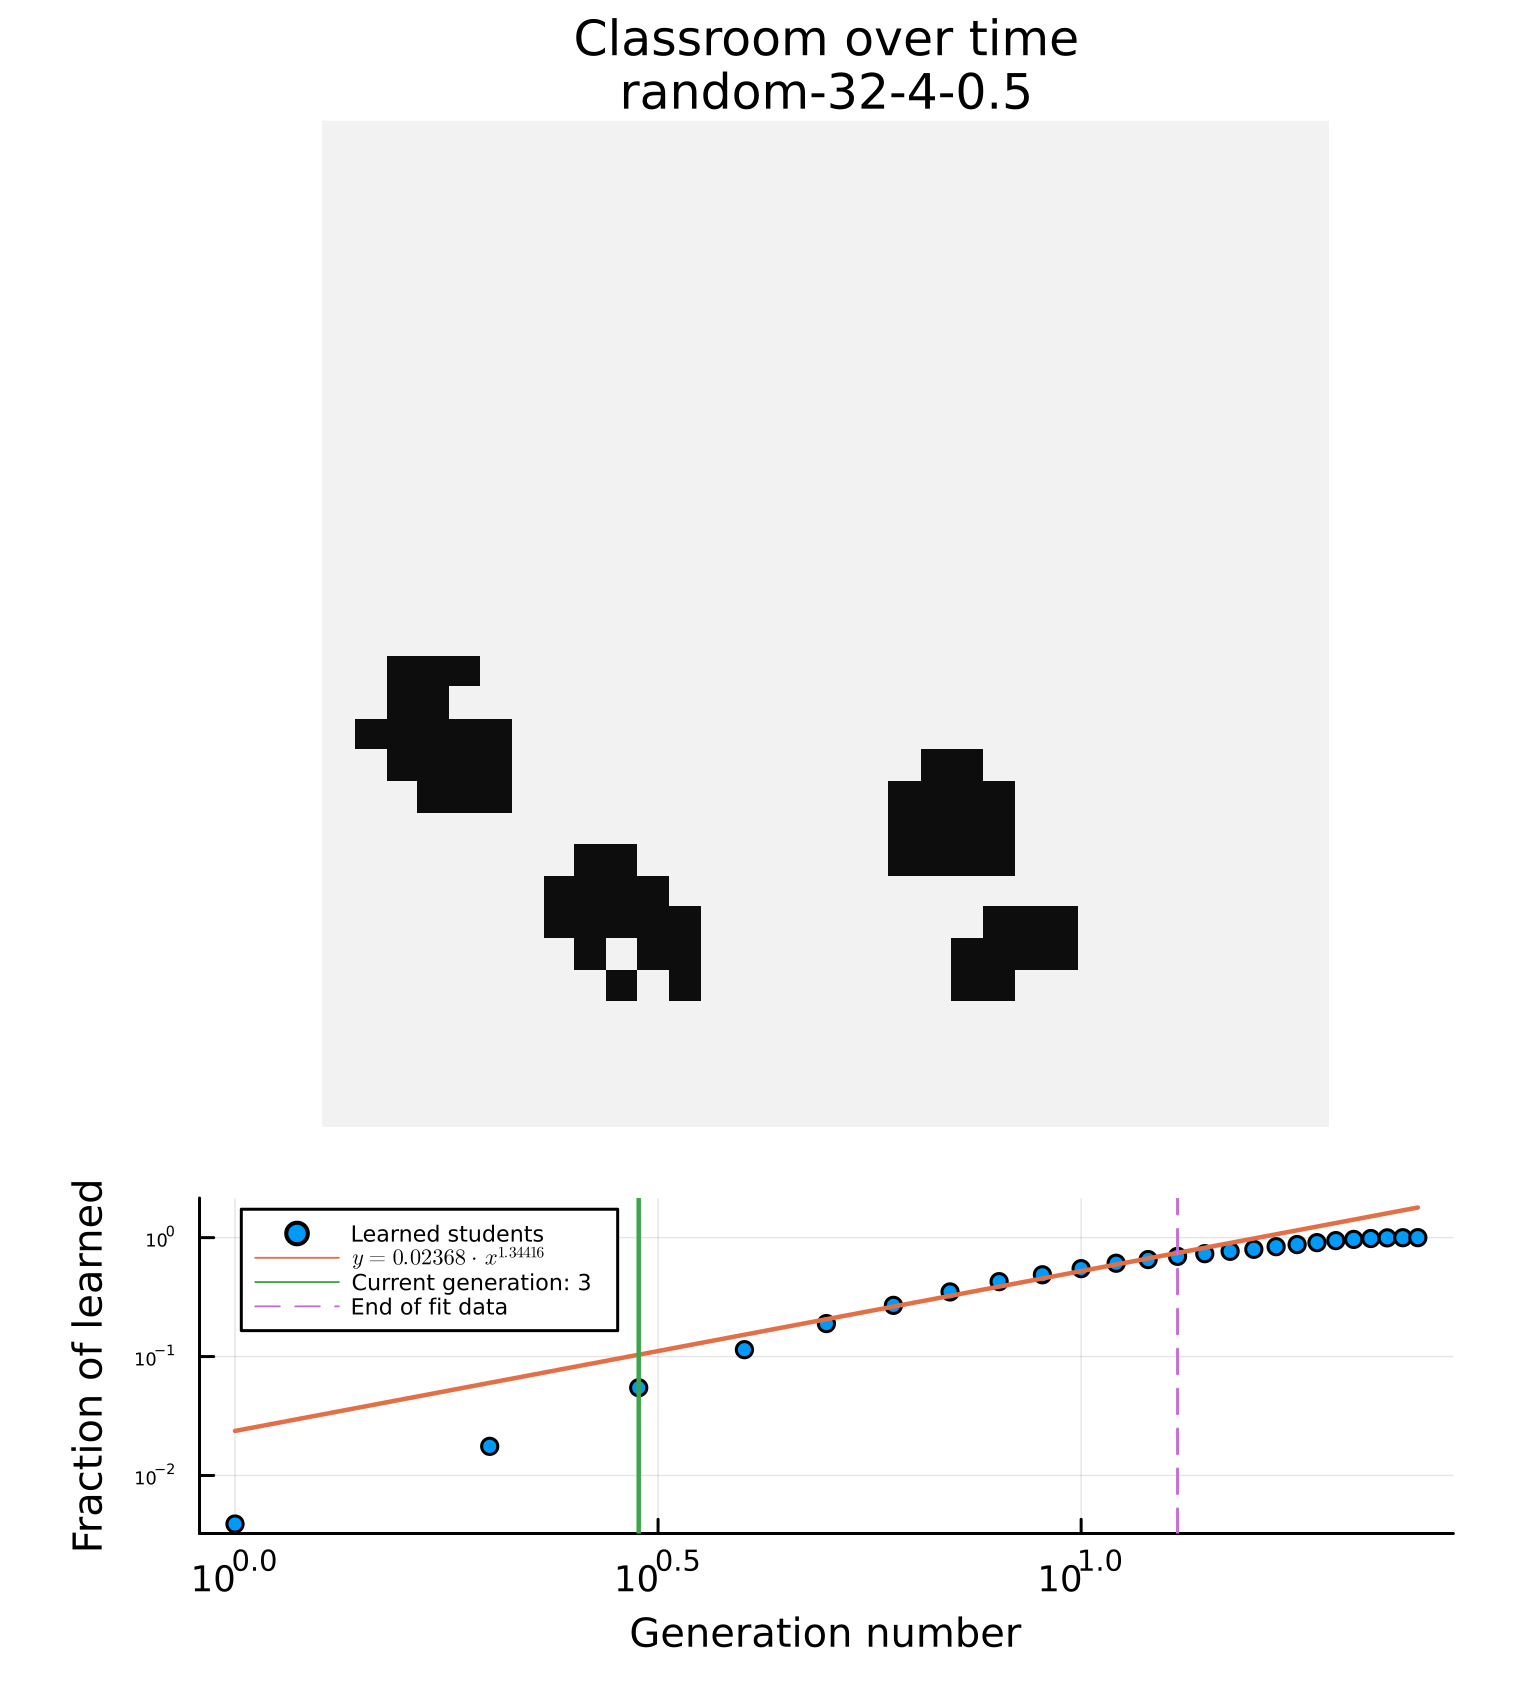 Classroom over time
random-32-4-0.5
Fraction of learned
10⁰
10⁻¹
10⁻²
Learned students
y = 0.02368 · x^1.34416
Current generation: 3
End of fit data
10^0.0
10^0.5
10^1.0
Generation number